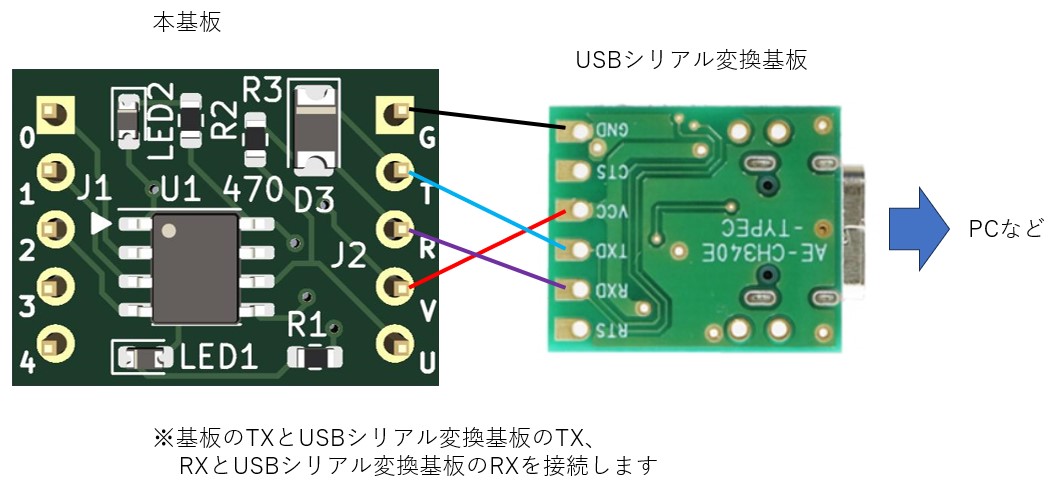 本基板
USBシリアル変換基板
0
1
2
3
4
J1
LED2
R2
R3
470
D3
U1
J2
R1
LED1
G
T
R
V
U
GND
CTS
VCC
TXD
RXD
RTS
AE-CH340E
-TYPEC
PCなど
※基板のTXとUSBシリアル変換基板のTX、
RXとUSBシリアル変換基板のRXを接続します